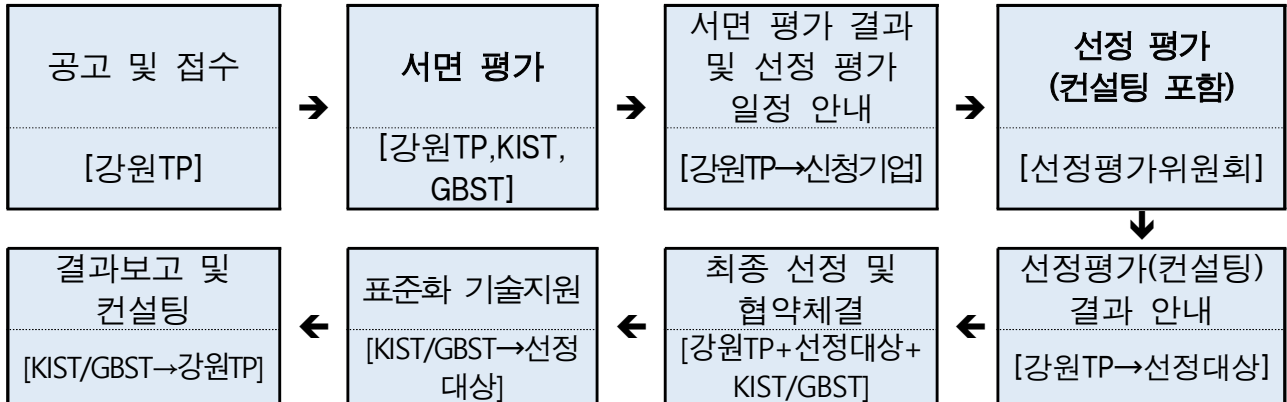 공고 및 접수
[강원TP]
➔
서면 평가
[강원TP,KIST,
GBST]
➔
서면 평가 결과
및 선정 평가
일정 안내
[강원TP→신청기업]
➔
선정 평가
(컨설팅 포함)
[선정평가위원회]
🡻
선정평가(컨설팅)
결과 안내
[강원TP→선정대상]
🡸
최종 선정 및
협약체결
[강원TP+선정대상+
KIST/GBST]
🡸
표준화 기술지원
[KIST/GBST→선정
대상]
🡸
결과보고 및
컨설팅
[KIST/GBST→강원TP]